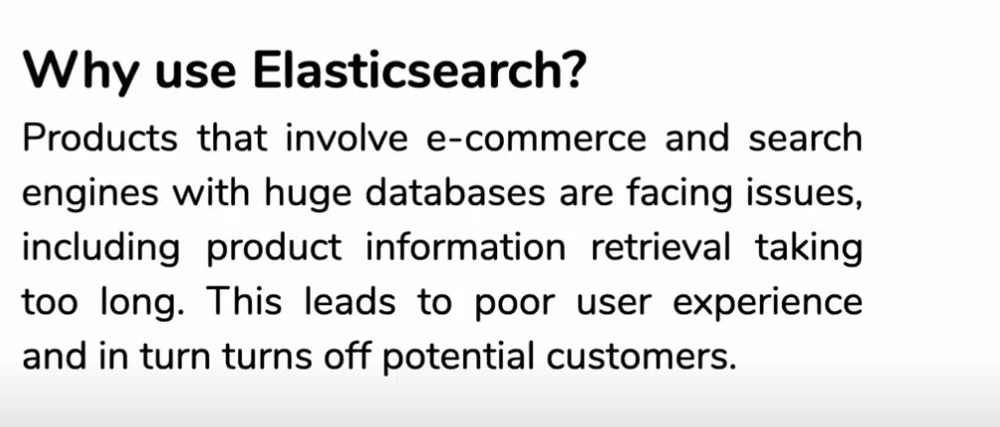 Why use Elasticsearch?
Products that involve e-commerce and search
engines with huge databases are facing issues,
including product information retrieval taking
too long. This leads to poor user experience
and in turn turns off potential customers.